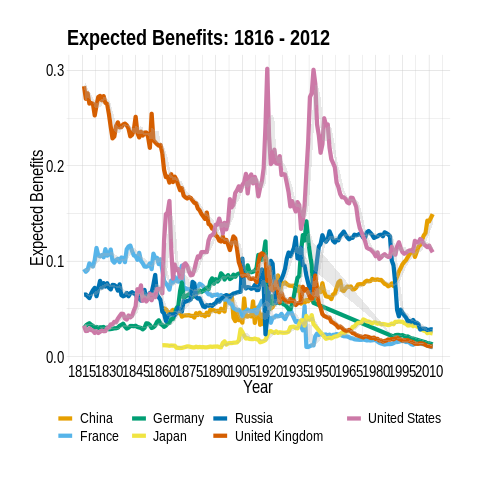 Expected Benefits: 1816 - 2012
0.3
0.2
0.1
0.0
Expected Benefits
1815 1830 1845 1860 1875 1890 1905 1920 1935 1950 1965 1980 1995 2010
Year
China Germany Russia United States
France Japan United Kingdom